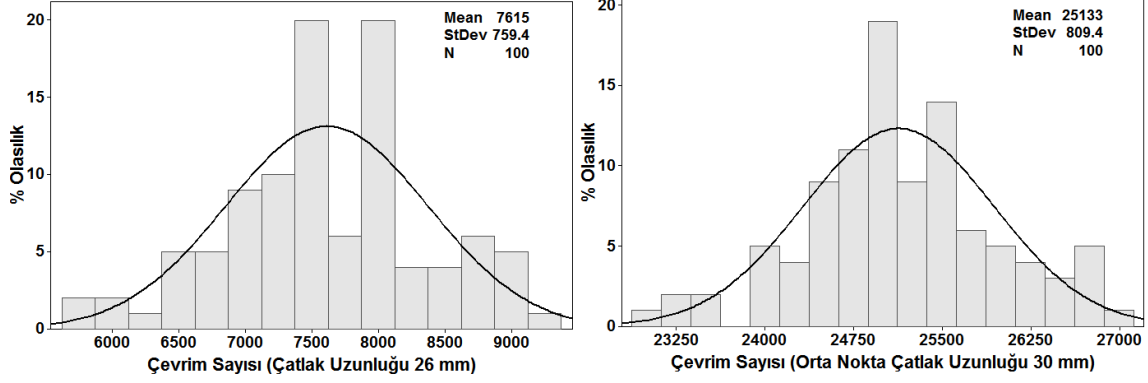 Mean 7615
StDev 759.4
N 100
% Olasılık
20
15
10
5
0
6000 6500 7000 7500 8000 8500 9000
Çevrim Sayısı (Çatlak Uzunluğu 26 mm)
Mean 25133
StDev 809.4
N 100
% Olasılık
20
15
10
5
0
23250 24000 24750 25500 26250 27000
Çevrim Sayısı (Orta Nokta Çatlak Uzunluğu 30 mm)